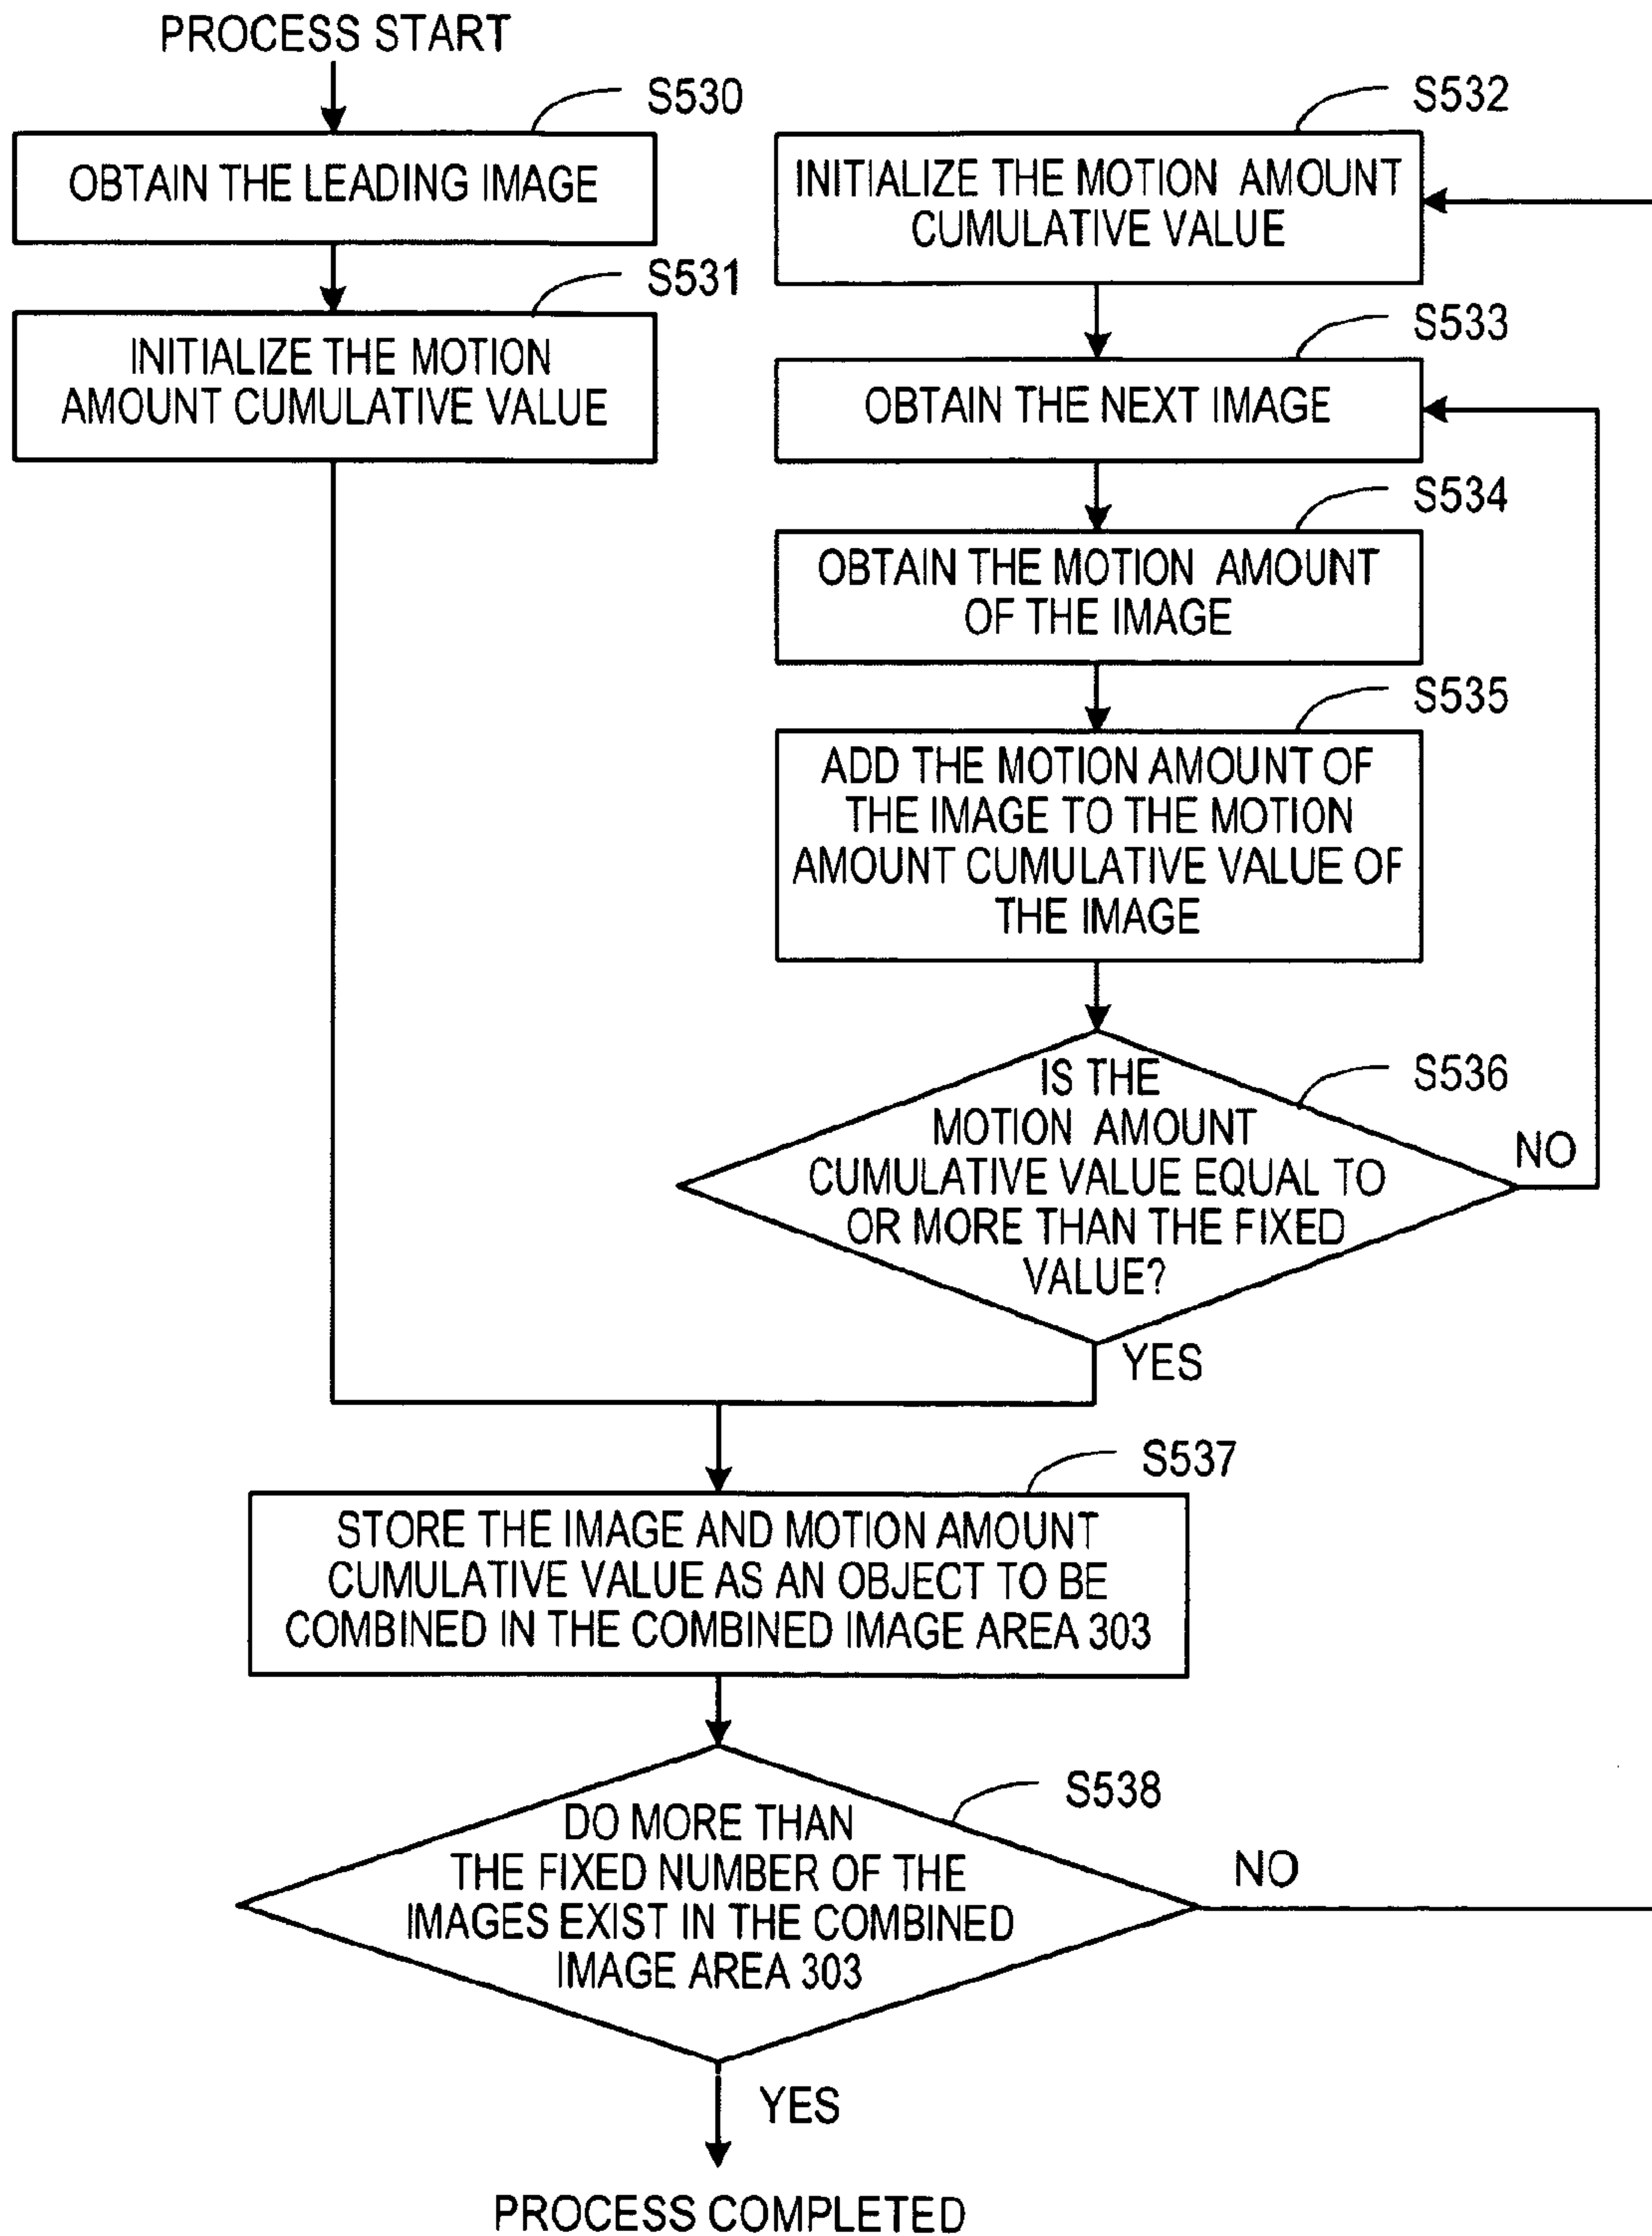 PROCESS START
S530
OBTAIN THE LEADING IMAGE
S531
INITIALIZE THE MOTION
AMOUNT CUMULATIVE VALUE
S532
INITIALIZE THE MOTION AMOUNT
CUMULATIVE VALUE
S533
OBTAIN THE NEXT IMAGE
S534
OBTAIN THE MOTION AMOUNT
OF THE IMAGE
S535
ADD THE MOTION AMOUNT OF
THE IMAGE TO THE MOTION
AMOUNT CUMULATIVE VALUE OF
THE IMAGE
S536
IS THE
MOTION AMOUNT
CUMULATIVE VALUE EQUAL TO
OR MORE THAN THE FIXED
VALUE?
NO
YES
S537
STORE THE IMAGE AND MOTION AMOUNT
CUMULATIVE VALUE AS AN OBJECT TO BE
COMBINED IN THE COMBINED IMAGE AREA 303
S538
DO MORE THAN
THE FIXED NUMBER OF THE
IMAGES EXIST IN THE COMBINED
IMAGE AREA 303
NO
YES
PROCESS COMPLETED